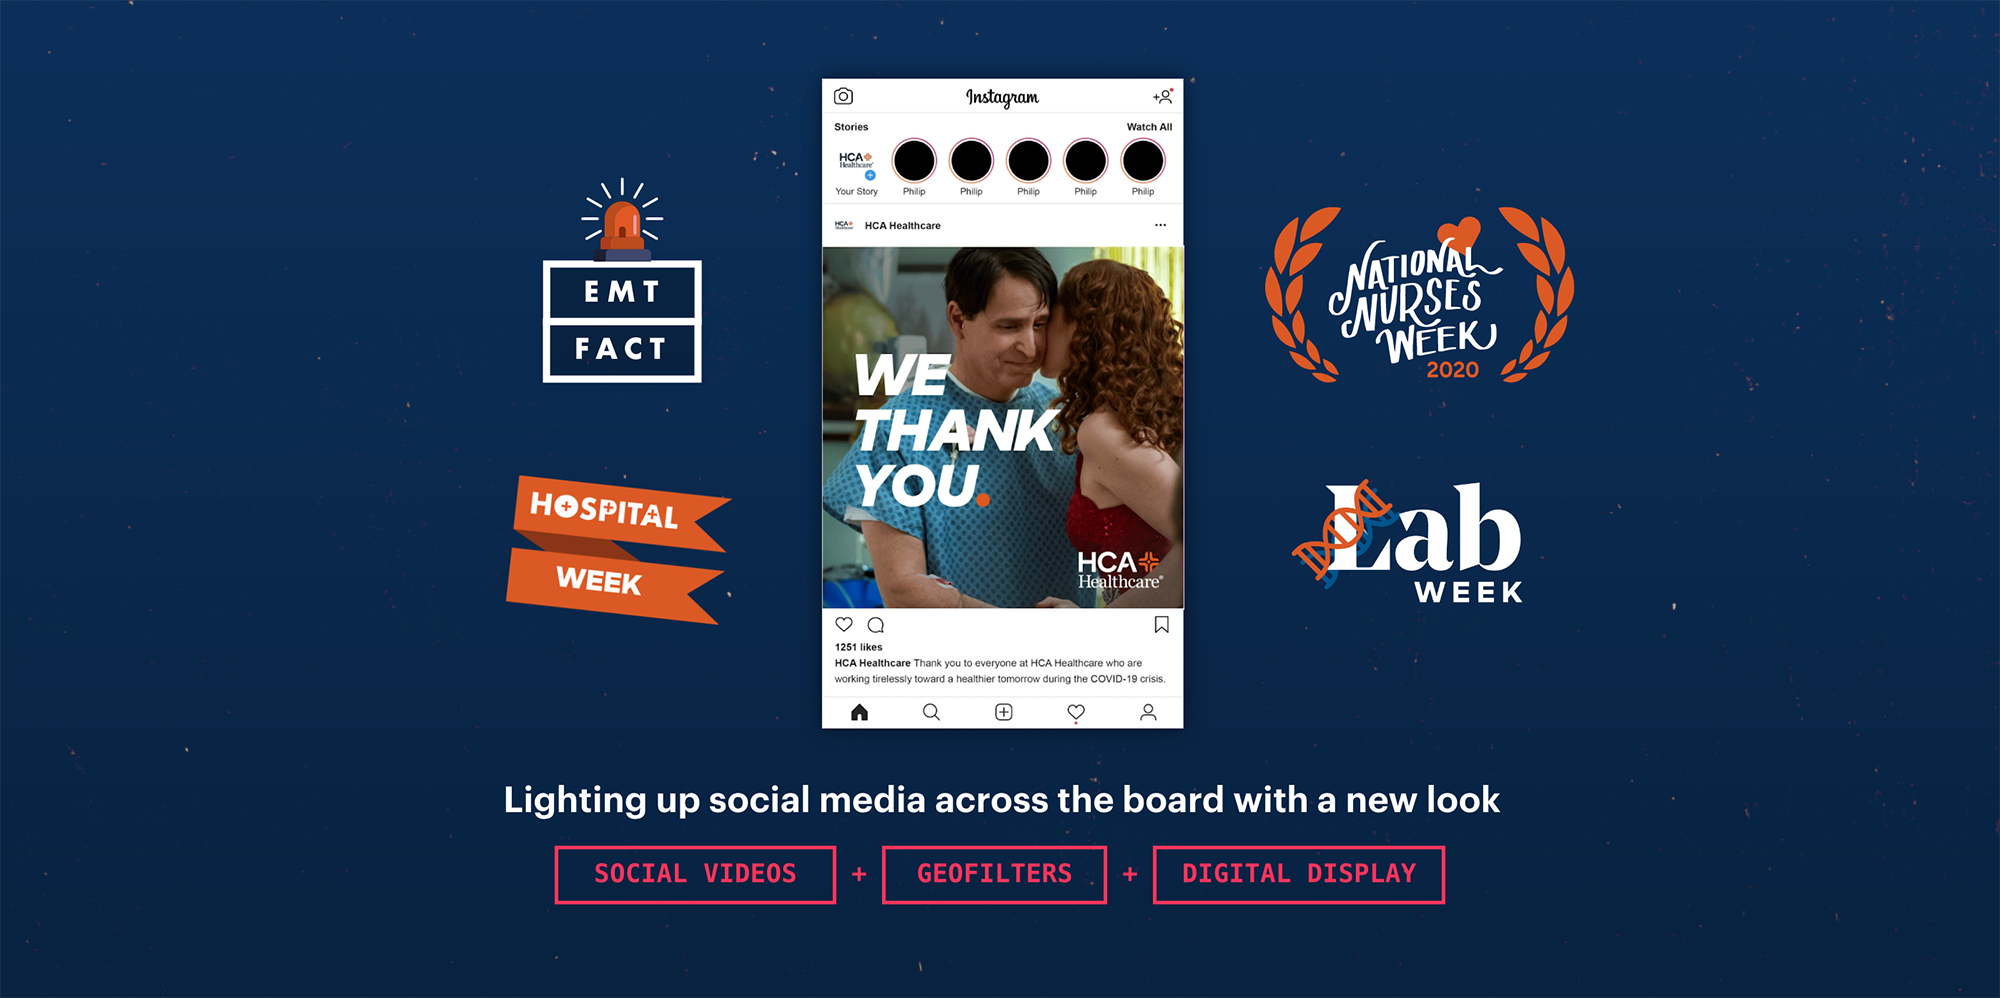 Instagram
Stories
Watch All
HCA
Healthcare
Your Story
Philip
Philip
Philip
Philip
Philip
HCA Healthcare
WE
THANK
YOU.
HCA
Healthcare®
1251 likes
HCA Healthcare Thank you to everyone at HCA Healthcare who are
working tirelessly toward a healthier tomorrow during the COVID-19 crisis.
EMT
FACT
HOSPITAL
WEEK
NATIONAL
NURSES
WEEK
2020
Lab
WEEK
Lighting up social media across the board with a new look
SOCIAL VIDEOS + GEOFILTERS + DIGITAL DISPLAY